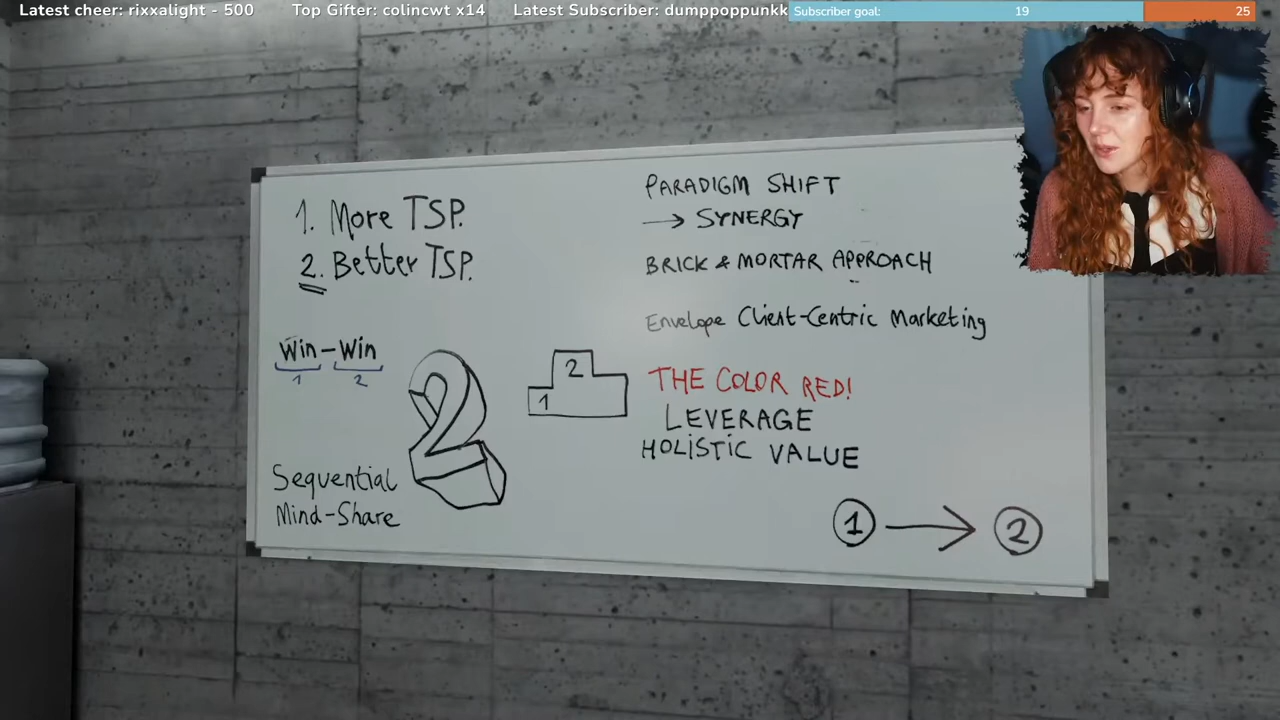 Latest cheer: rixxalight - 500 Top Gifter: colincwt x14 Latest Subscriber: dumppoppunkk
Subscriber goal: 19 25
1. More TSP.
2. Better TSP.
Win-Win
1 2
2
Sequential
Mind-Share
2
1
PARADIGM SHIFT
→ SYNERGY
BRICK & MORTAR APPROACH
Envelope Client-Centric Marketing
THE COLOR RED!
LEVERAGE
HOLiSTiC VALUE
1 → 2